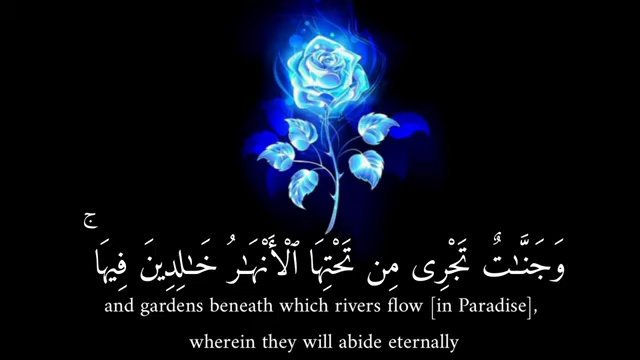 وَجَنَّـٰتٌ تَجْرِى مِن تَحْتِهَا ٱلْأَنْهَـٰرُ خَـٰلِدِينَ فِيهَا ۚ
and gardens beneath which rivers flow [in Paradise],
wherein they will abide eternally